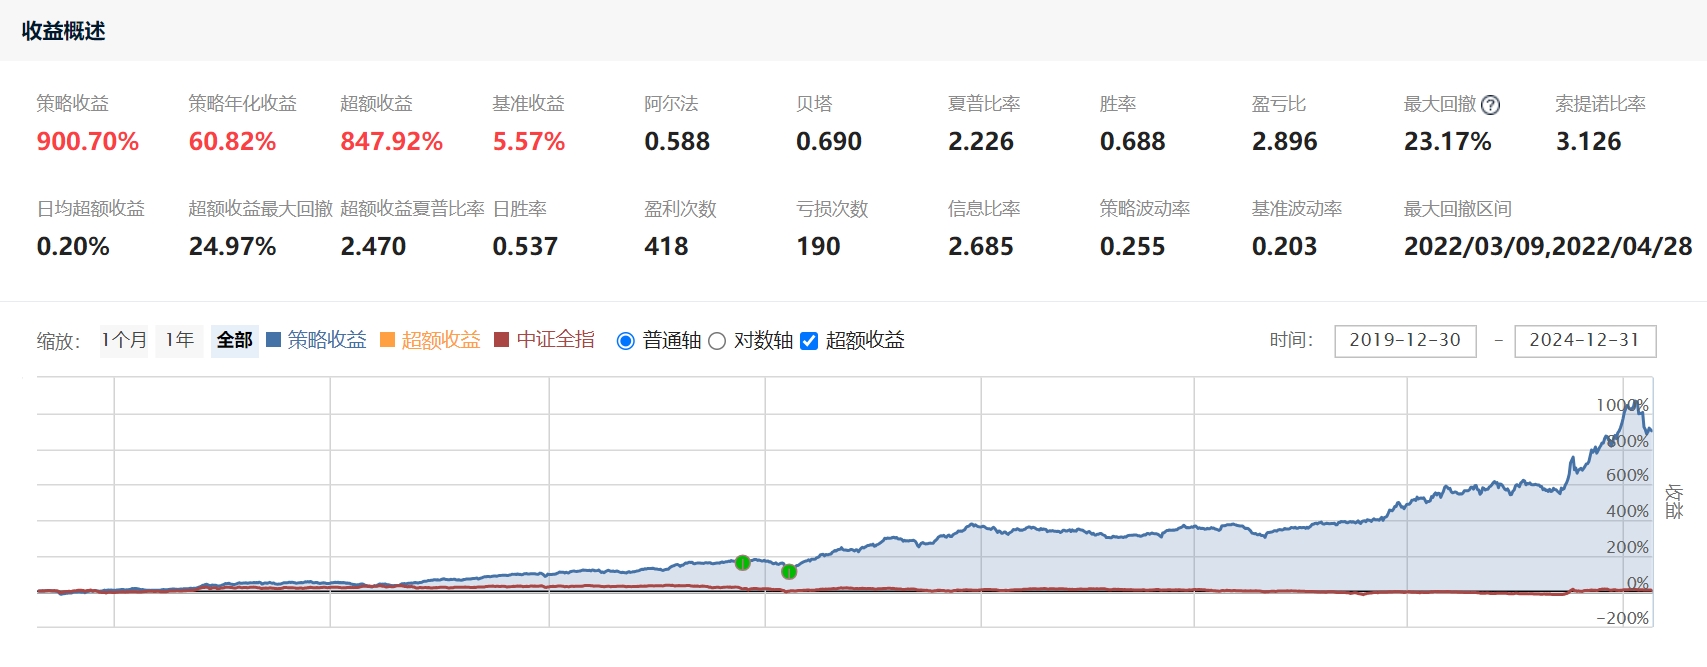 收益概述
策略收益 策略年化收益 超额收益 基准收益 阿尔法 贝塔 夏普比率 胜率 盈亏比 最大回撤 ? 索提诺比率
900.70% 60.82% 847.92% 5.57% 0.588 0.690 2.226 0.688 2.896 23.17% 3.126
日均超额收益 超额收益最大回撤 超额收益夏普比率 日胜率 盈利次数 亏损次数 信息比率 策略波动率 基准波动率 最大回撤区间
0.20% 24.97% 2.470 0.537 418 190 2.685 0.255 0.203 2022/03/09,2022/04/28
缩放： 1个月 1年 全部 策略收益 超额收益 中证全指 普通轴 对数轴 超额收益 时间： 2019-12-30 - 2024-12-31
1000%
800%
600%
400%
200%
0%
-200%
收益